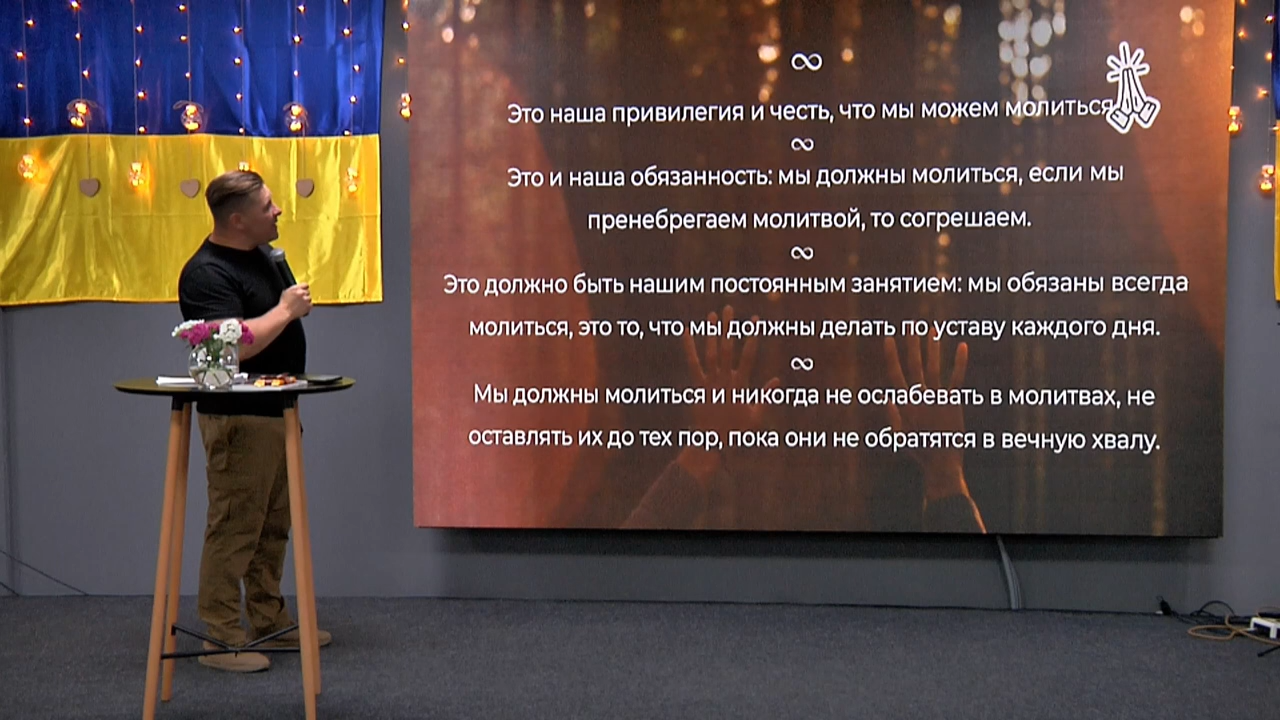 Это наша привилегия и честь, что мы можем молиться
Это и наша обязанность: мы должны молиться, если мы
пренебрегаем молитвой, то согрешаем.
Это должно быть нашим постоянным занятием: мы обязаны всегда
молиться, это то, что мы должны делать по уставу каждого дня.
Мы должны молиться и никогда не ослабевать в молитвах, не
оставлять их до тех пор, пока они не обратятся в вечную хвалу.